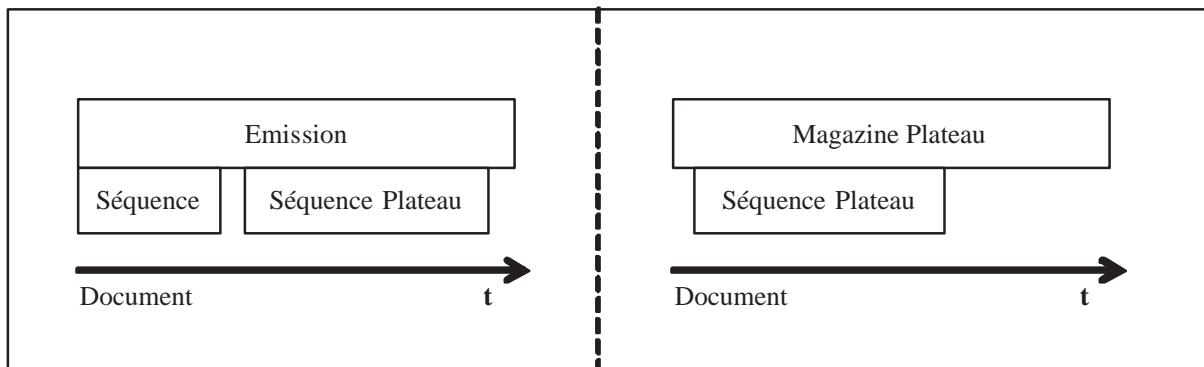 Emission
Séquence
Séquence Plateau
Document
t
Magazine Plateau
Séquence Plateau
Document
t